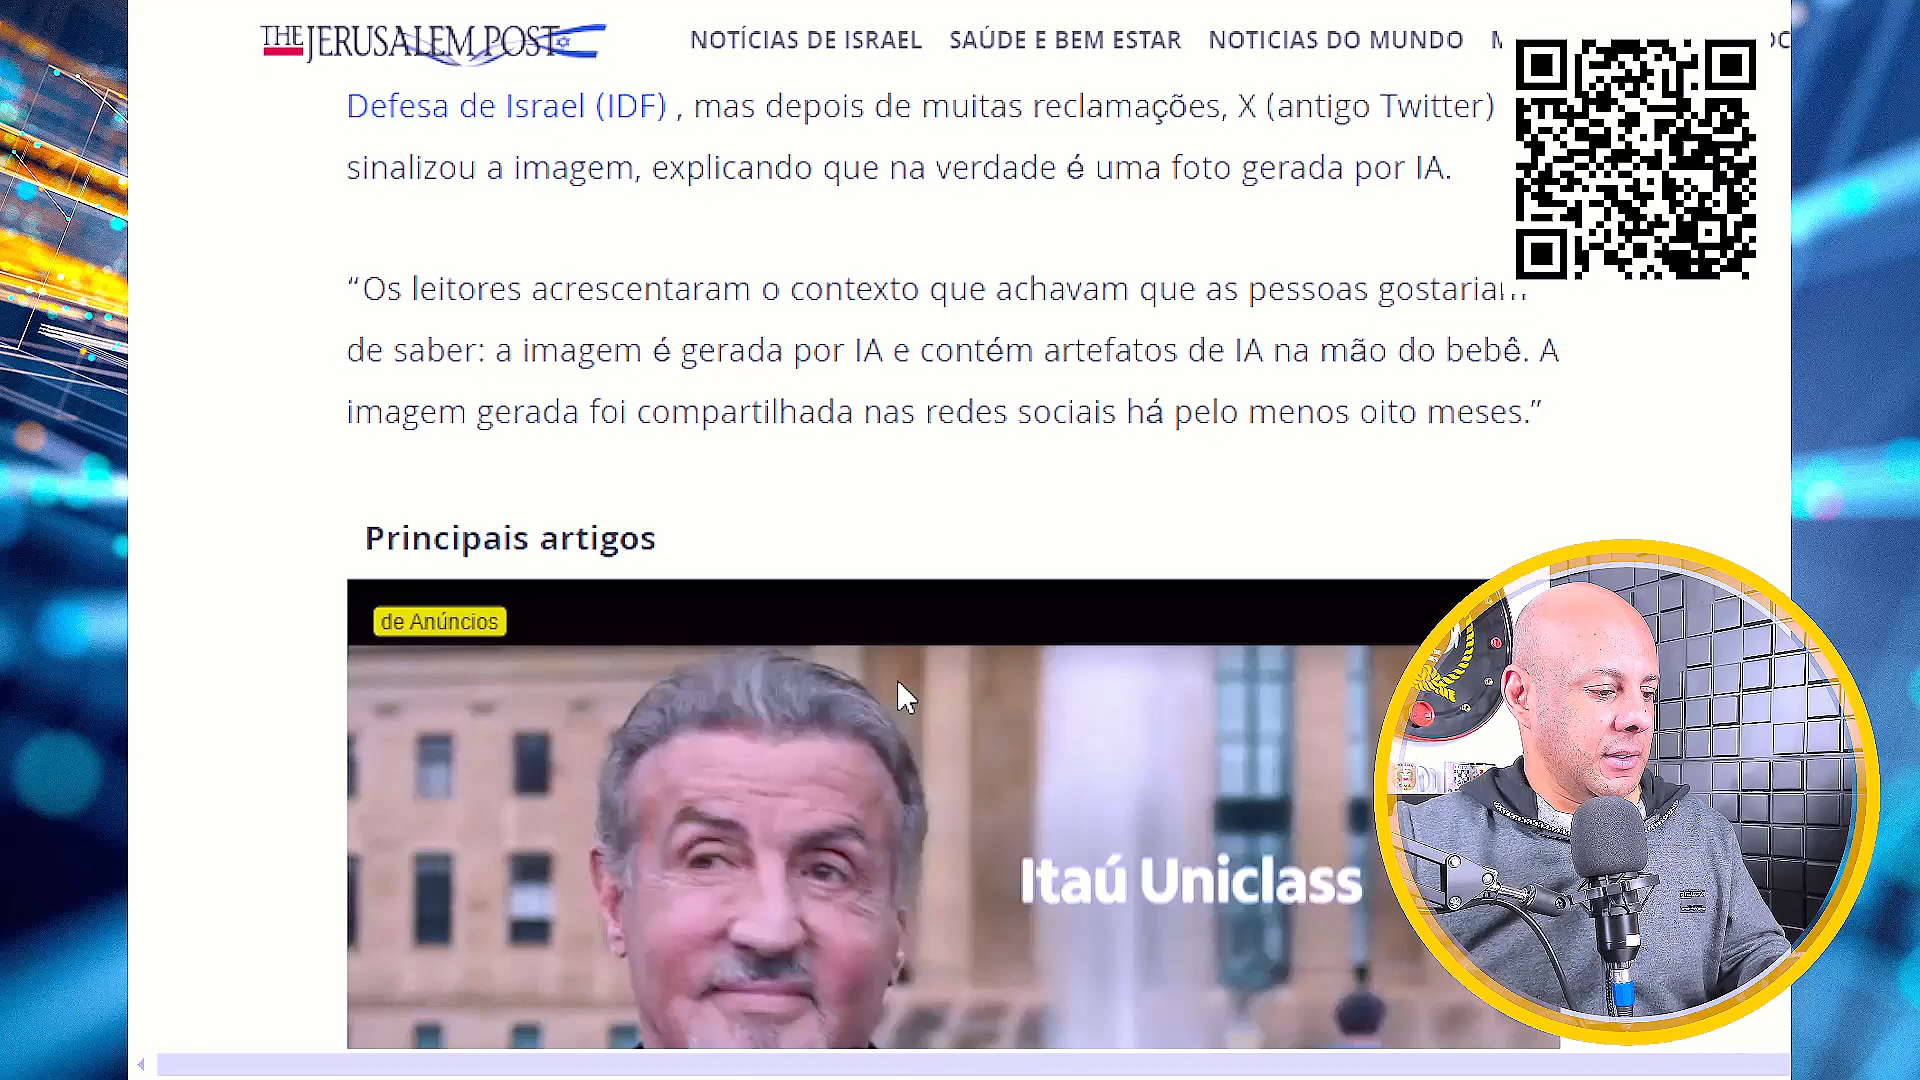 THE JERUSALEM POST
NOTÍCIAS DE ISRAEL SAÚDE E BEM ESTAR NOTICIAS DO MUNDO
Defesa de Israel (IDF) , mas depois de muitas reclamações, X (antigo Twitter)
sinalizou a imagem, explicando que na verdade é uma foto gerada por IA.
“Os leitores acrescentaram o contexto que achavam que as pessoas gostariam
de saber: a imagem é gerada por IA e contém artefatos de IA na mão do bebê. A
imagem gerada foi compartilhada nas redes sociais há pelo menos oito meses.”
Principais artigos
de Anúncios
Itaú Uniclass